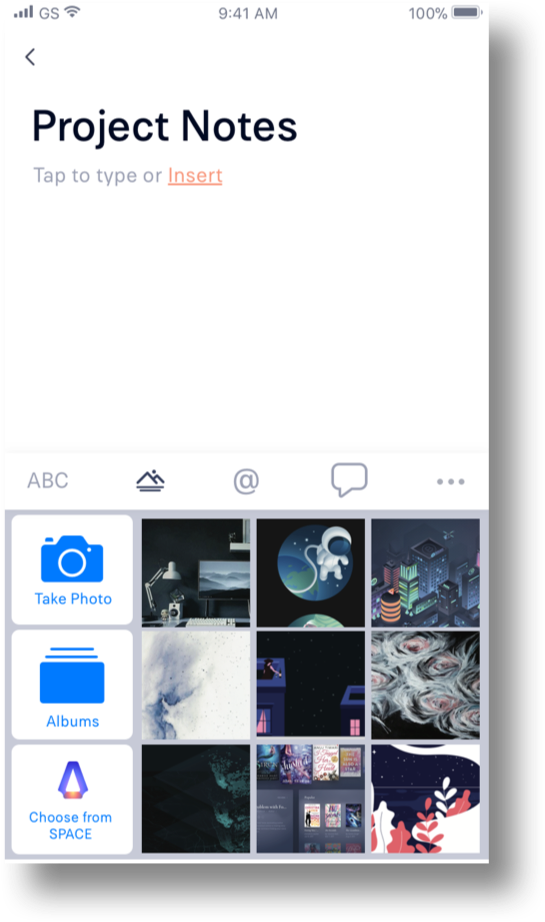 GS 9:41 AM 100%
Project Notes
Tap to type or Insert
ABC @
Take Photo
Albums
Choose from
SPACE